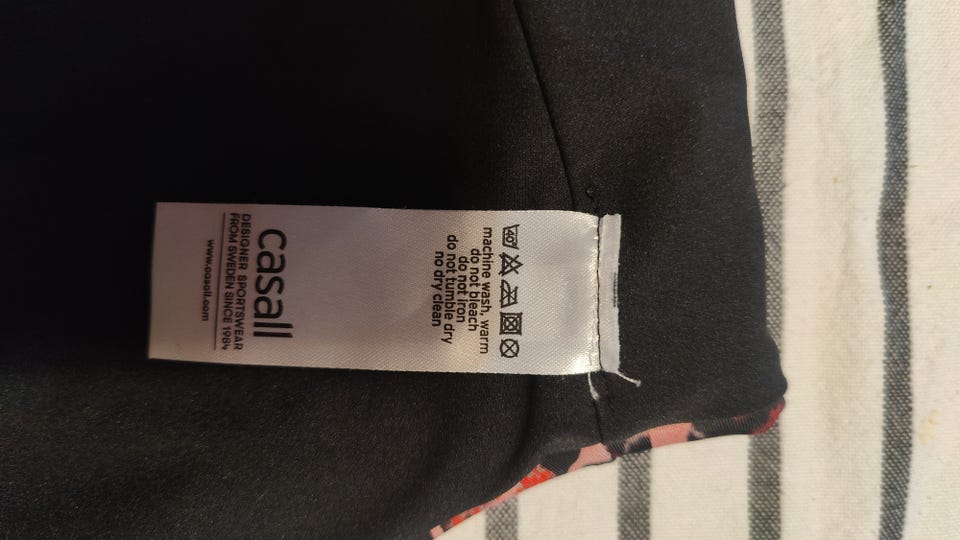 40
machine wash, warm
do not bleach
do not iron
do not tumble dry
no dry clean
casall
DESIGNER SPORTSWEAR
FROM SWEDEN SINCE 1984
www.casall.com